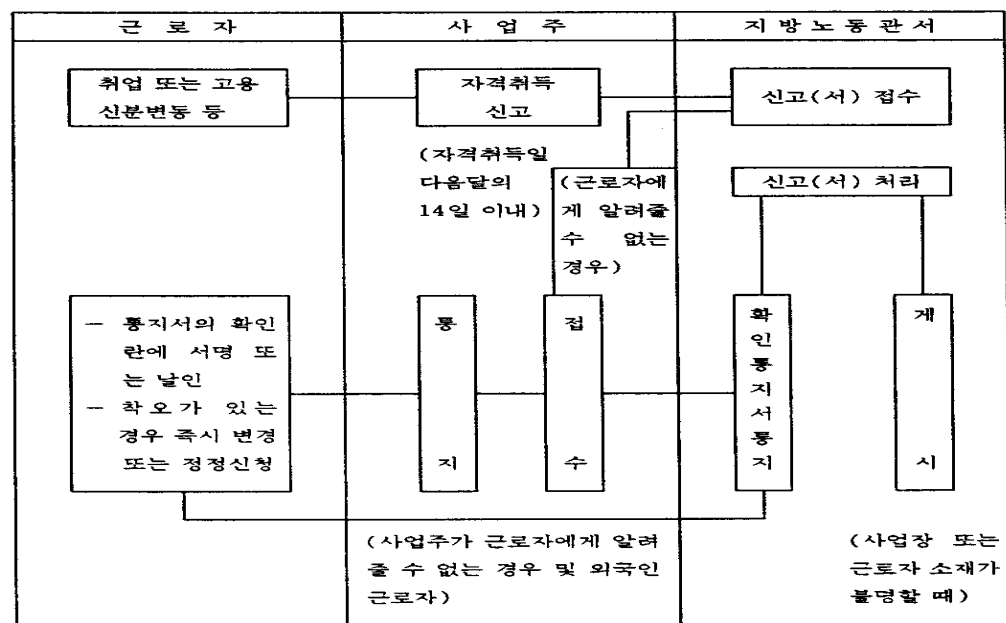 근로자
사업주
지방노동관서
취업 또는 고용
신분변동 등
자격취득
신고
신고(서) 접수
(자격취득일
다음달의
14일 이내)
(근로자에
게 알려줄
수 없는
경우)
신고(서) 처리
- 통지서의 확인
란에 서명 또
는 날인
- 착오가 있는
경우 즉시 변경
또는 정정신청
통지
접수
확인통지서통지
게시
(사업주가 근로자에게 알려
줄 수 없는 경우 및 외국인
근로자)
(사업장 또는
근로자 소재가
불명할 때)